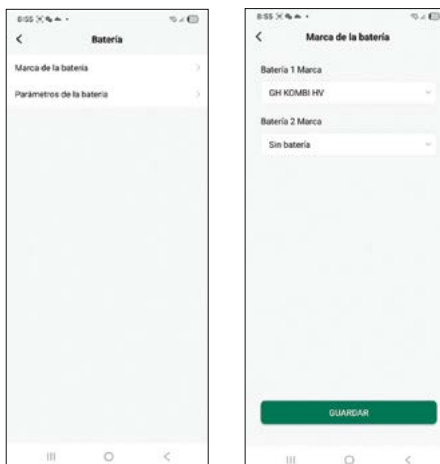 8:55
Batería
Marca de la batería
Parámetros de la batería
8:55
Marca de la batería
Batería 1 Marca
GH KOMBI HV
Batería 2 Marca
Sin batería
GUARDAR